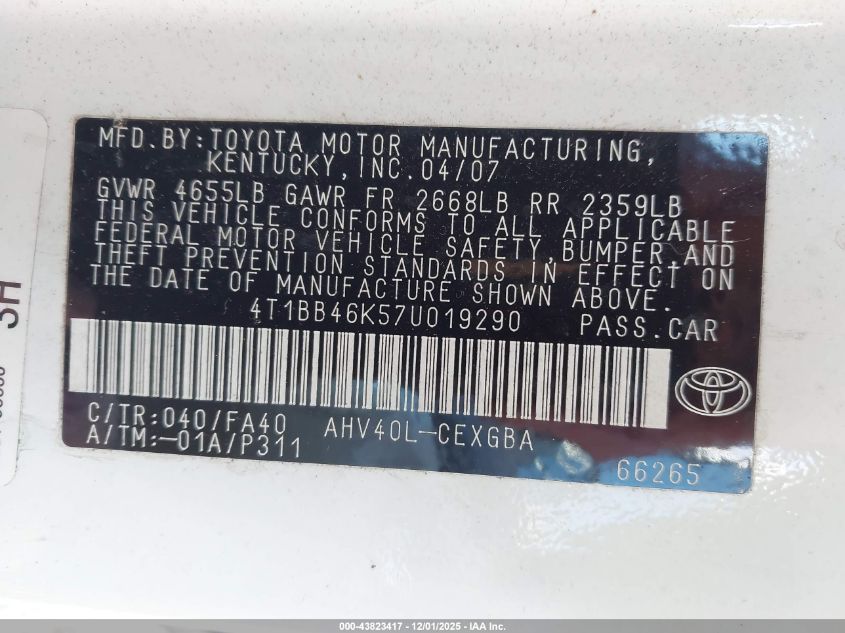 MFD.BY:TOYOTA MOTOR MANUFACTURING,
KENTUCKY,INC.04/07
GVWR 4655LB GAWR FR 2668LB RR 2359LB
THIS VEHICLE CONFORMS TO ALL APPLICABLE
FEDERAL MOTOR VEHICLE SAFETY,BUMPER,AND
THEFT PREVENTION STANDARDS IN EFFECT ON
THE DATE OF MANUFACTURE SHOWN ABOVE.
4T1BB46K57U019290 PASS.CAR
C/TR:040/FA40 AHV40L-CEXGBA
A/TM:-01A/P311
66265
3H
000-43823417 - 12/01/2025 - IAA Inc.